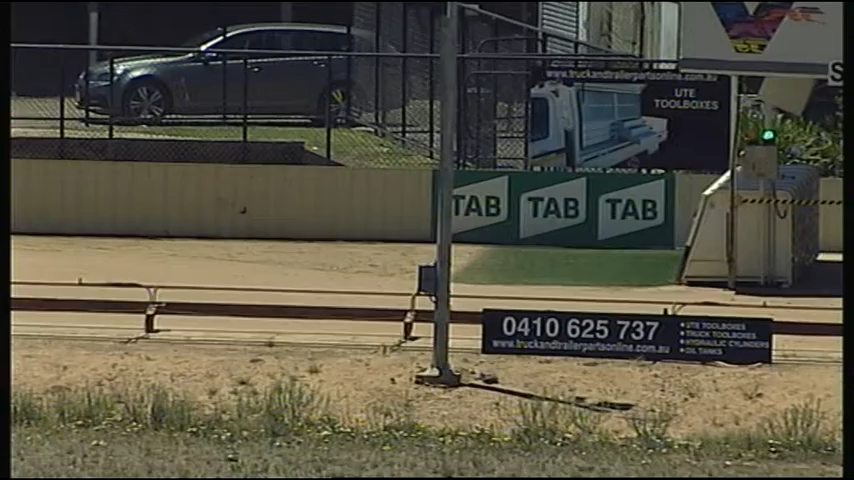 www.truckandtrailerparts.com.au
UTE
TOOLBOXES
S
TAB TAB TAB
0410 625 737
www.truckandtrailerpartsonline.com.au
• UTE TOOLBOXES
• TRUCK TOOLBOXES
• HYDRAULIC CYLINDERS
• OIL TANKS